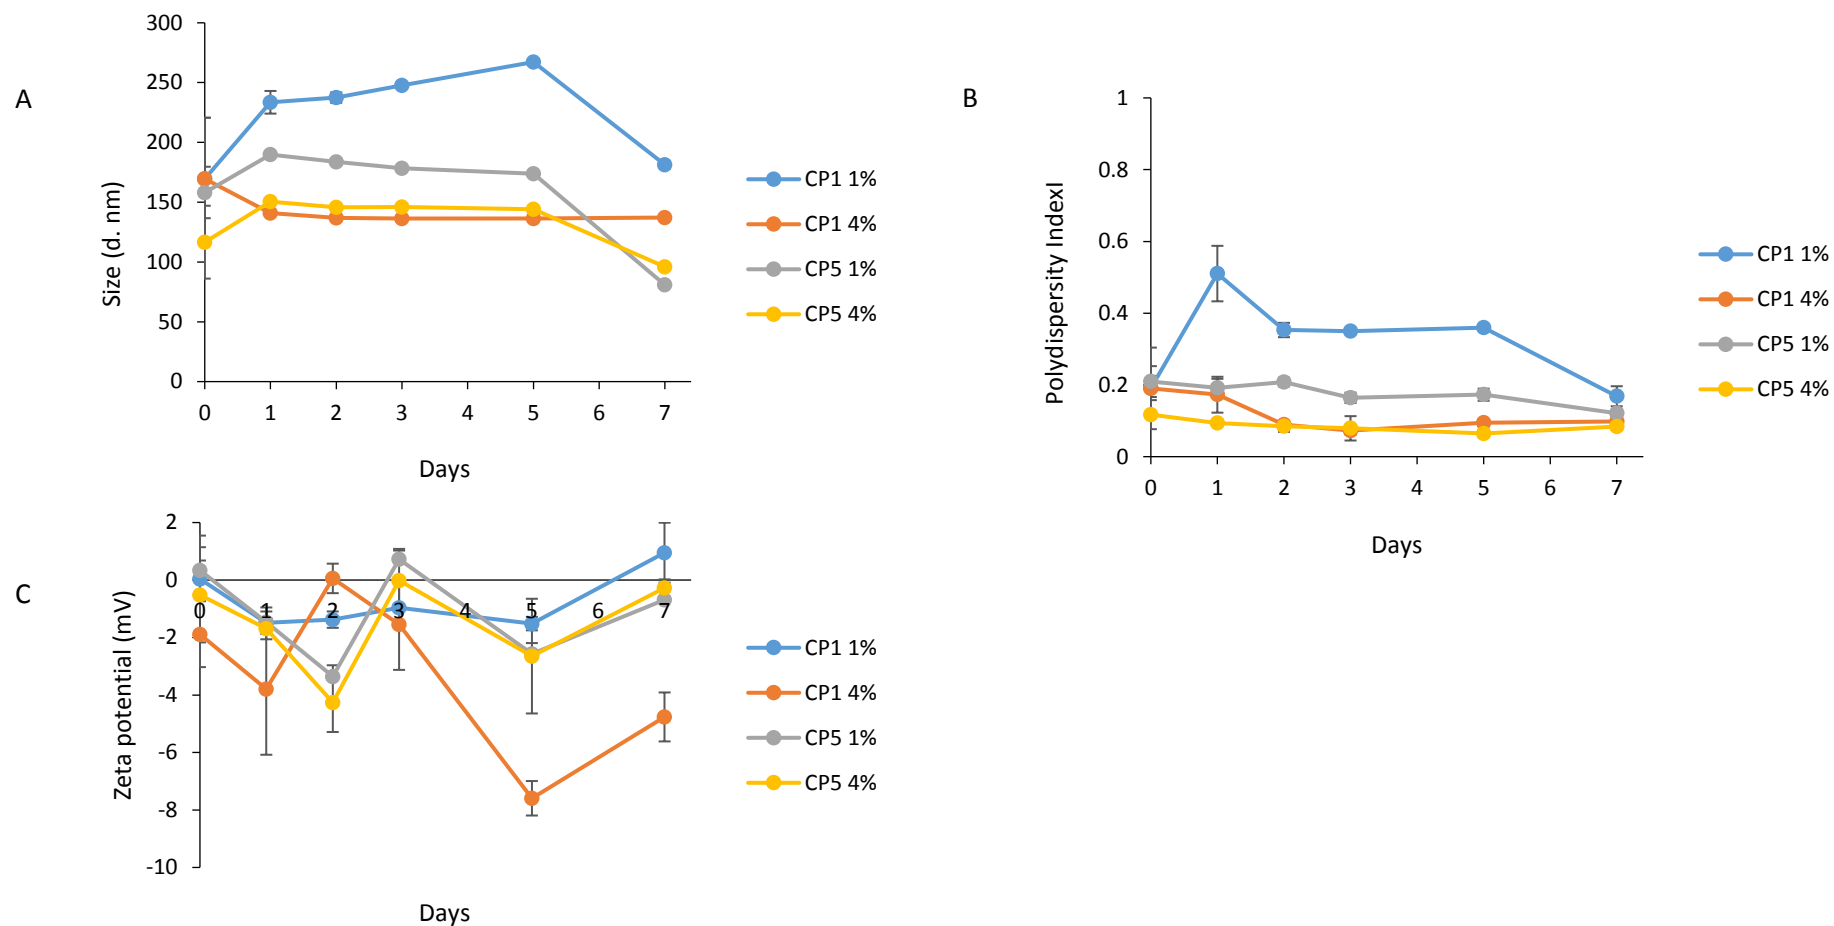 A
300
250
200
150
100
50
0
Size (d. nm)
0 1 2 3 4 5 6 7
Days
CP1 1%
CP1 4%
CP5 1%
CP5 4%
B
1
0.8
0.6
0.4
0.2
0
Polydispersity IndexI
0 1 2 3 4 5 6 7
Days
CP1 1%
CP1 4%
CP5 1%
CP5 4%
C
2
0
-2
-4
-6
-8
-10
Zeta potential (mV)
0 1 2 3 4 5 6 7
Days
CP1 1%
CP1 4%
CP5 1%
CP5 4%